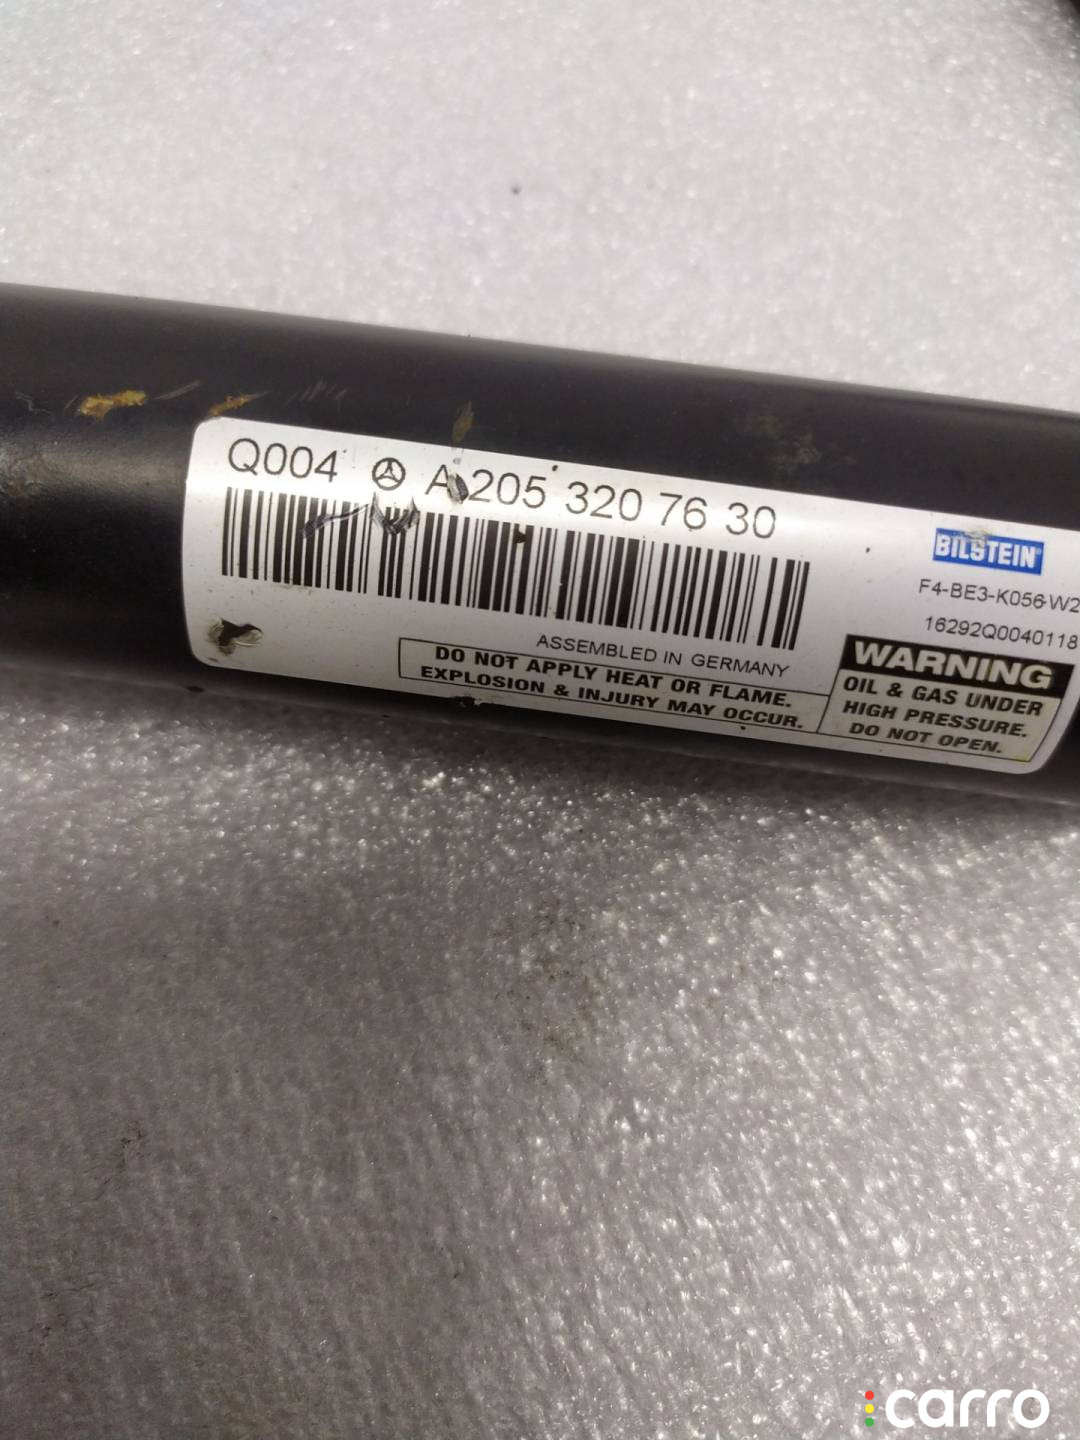 Q004 A 205 320 76 30
BILSTEIN
F4-BE3-K056-W2
16292Q0040118
ASSEMBLED IN GERMANY
DO NOT APPLY HEAT OR FLAME.
EXPLOSION & INJURY MAY OCCUR.
WARNING
OIL & GAS UNDER
HIGH PRESSURE.
DO NOT OPEN.
carro